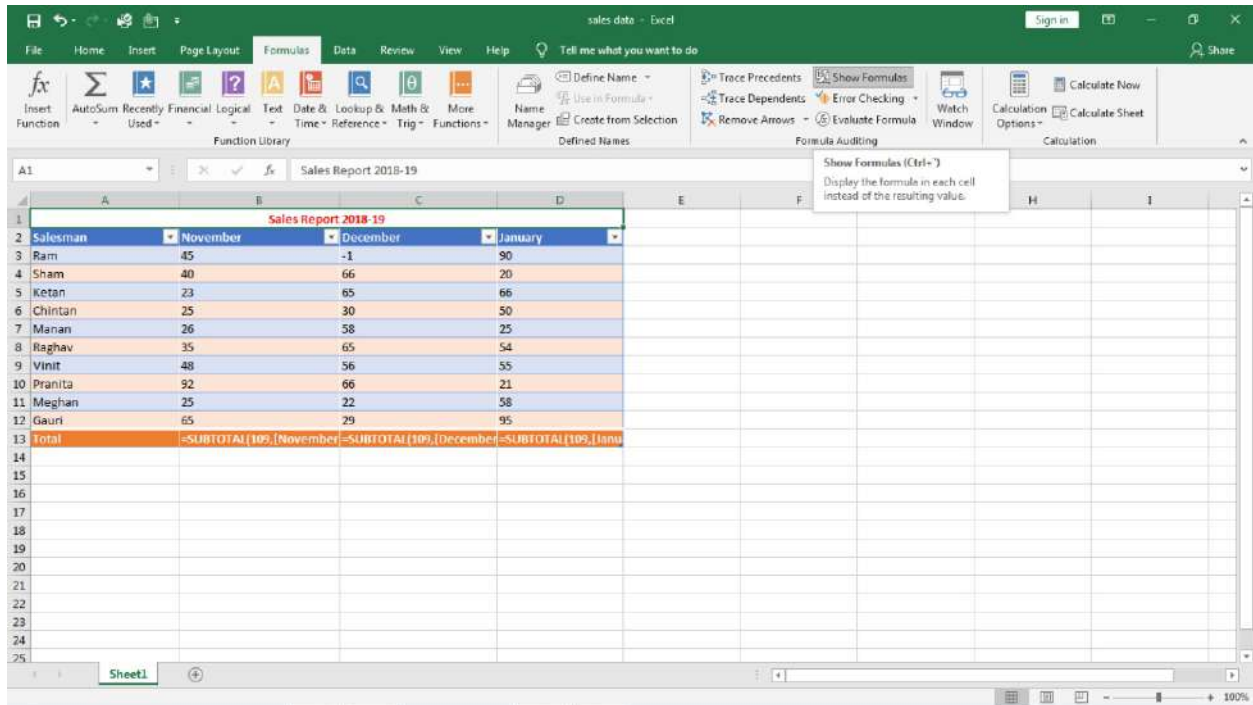 sales data - Excel
Sign in
File Home Insert Page Layout Formulas Data Review View Help Tell me what you want to do
Share
fx Insert Function
AutoSum
Recently Used
Financial
Logical
Text
Date & Time
Lookup & Reference
Math & Trig
More Functions
Function Library
Name Manager
Define Name
Use in Formula
Create from Selection
Defined Names
Trace Precedents
Trace Dependents
Remove Arrows
Show Formulas
Error Checking
Evaluate Formula
Watch Window
Formula Auditing
Calculation Options
Calculate Now
Calculate Sheet
Calculation
A1 fx Sales Report 2018-19
Show Formulas (Ctrl+`)
Display the formula in each cell
instead of the resulting value.
A B C D E F H I
1 Sales Report 2018-19
2 Salesman November December January
3 Ram 45 -1 90
4 Sham 40 66 20
5 Ketan 23 65 66
6 Chintan 25 30 50
7 Manan 26 58 25
8 Raghav 35 65 54
9 Vinit 48 56 55
10 Pranita 92 66 21
11 Meghan 25 22 58
12 Gauri 65 29 95
13 Total =SUBTOTAL(109,[November =SUBTOTAL(109,[December =SUBTOTAL(109,[Janu
14
15
16
17
18
19
20
21
22
23
24
25
Sheet1
100%